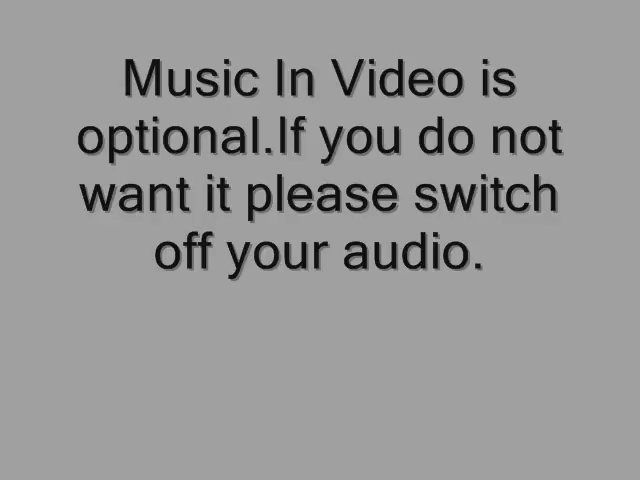 Music In Video is
optional.If you do not
want it please switch
off your audio.